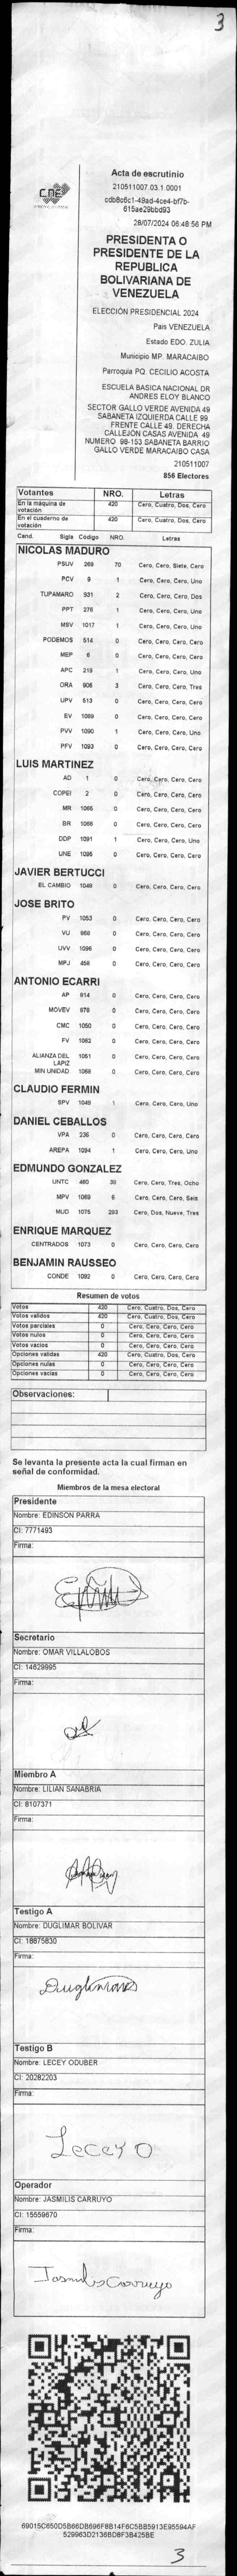 3
CNE
Acta de escrutinio
210511007.03.1.0001
cdb8c6c1-49ad-4ce4-bf7b-
615ae29bbd93
28/07/2024 06:48:56 PM
PRESIDENTA O
PRESIDENTE DE LA
REPUBLICA
BOLIVARIANA DE
VENEZUELA
ELECCIÓN PRESIDENCIAL 2024
Pais VENEZUELA
Estado EDO. ZULIA
Municipio MP. MARACAIBO
Parroquia PQ. CECILIO ACOSTA
ESCUELA BASICA NACIONAL DR
ANDRES ELOY BLANCO
SECTOR GALLO VERDE AVENIDA 49
SABANETA IZQUIERDA CALLE 99.
FRENTE CALLE 49. DERECHA
CALLEJÓN CASAS AVENIDA 49
NUMERO 98-153 SABANETA BARRIO
GALLO VERDE MARACAIBO CASA
210511007
856 Electores
Votantes NRO. Letras
En la máquina de votación 420 Cero, Cuatro, Dos, Cero
En el cuaderno de votación 420 Cero, Cuatro, Dos, Cero
Cand. Sigla Código NRO. Letras
NICOLAS MADURO
PSUV 269 70 Cero, Cero, Siete, Cero
PCV 9 1 Cero, Cero, Cero, Uno
TUPAMARO 931 2 Cero, Cero, Cero, Dos
PPT 276 1 Cero, Cero, Cero, Uno
MSV 1017 1 Cero, Cero, Cero, Uno
PODEMOS 514 0 Cero, Cero, Cero, Cero
MEP 6 0 Cero, Cero, Cero, Cero
APC 219 1 Cero, Cero, Cero, Uno
ORA 906 3 Cero, Cero, Cero, Tres
UPV 513 0 Cero, Cero, Cero, Cero
EV 1089 0 Cero, Cero, Cero, Cero
PVV 1090 1 Cero, Cero, Cero, Uno
PFV 1093 0 Cero, Cero, Cero, Cero
LUIS MARTINEZ
AD 1 0 Cero, Cero, Cero, Cero
COPEI 2 0 Cero, Cero, Cero, Cero
MR 1065 0 Cero, Cero, Cero, Cero
BR 1066 0 Cero, Cero, Cero, Cero
DDP 1091 1 Cero, Cero, Cero, Uno
UNE 1095 0 Cero, Cero, Cero, Cero
JAVIER BERTUCCI
EL CAMBIO 1049 0 Cero, Cero, Cero, Cero
JOSE BRITO
PV 1053 0 Cero, Cero, Cero, Cero
VU 968 0 Cero, Cero, Cero, Cero
UVV 1096 0 Cero, Cero, Cero, Cero
MPJ 458 0 Cero, Cero, Cero, Cero
ANTONIO ECARRI
AP 814 0 Cero, Cero, Cero, Cero
MOVEV 878 0 Cero, Cero, Cero, Cero
CMC 1050 0 Cero, Cero, Cero, Cero
FV 1082 0 Cero, Cero, Cero, Cero
ALIANZA DEL LAPIZ 1051 0 Cero, Cero, Cero, Cero
MIN UNIDAD 1068 0 Cero, Cero, Cero, Cero
CLAUDIO FERMIN
SPV 1048 1 Cero, Cero, Cero, Uno
DANIEL CEBALLOS
VPA 236 0 Cero, Cero, Cero, Cero
AREPA 1094 1 Cero, Cero, Cero, Uno
EDMUNDO GONZALEZ
UNTC 460 38 Cero, Cero, Tres, Ocho
MPV 1069 6 Cero, Cero, Cero, Seis
MUD 1075 293 Cero, Dos, Nueve, Tres
ENRIQUE MARQUEZ
CENTRADOS 1073 0 Cero, Cero, Cero, Cero
BENJAMIN RAUSSEO
CONDE 1092 0 Cero, Cero, Cero, Cero
Resumen de votos
Votos 420 Cero, Cuatro, Dos, Cero
Votos validos 420 Cero, Cuatro, Dos, Cero
Votos parciales 0 Cero, Cero, Cero, Cero
Votos nulos 0 Cero, Cero, Cero, Cero
Votos vacios 0 Cero, Cero, Cero, Cero
Opciones validas 420 Cero, Cuatro, Dos, Cero
Opciones nulas 0 Cero, Cero, Cero, Cero
Opciones vacias 0 Cero, Cero, Cero, Cero
Observaciones:
Se levanta la presente acta la cual firman en
señal de conformidad.
Miembros de la mesa electoral
Presidente
Nombre: EDINSON PARRA
CI: 7771493
Firma:
Secretario
Nombre: OMAR VILLALOBOS
CI: 14629995
Firma:
Miembro A
Nombre: LILIAN SANABRIA
CI: 8107371
Firma:
Testigo A
Nombre: DUGLIMAR BOLIVAR
CI: 18875830
Firma:
Testigo B
Nombre: LECEY ODUBER
CI: 20282203
Firma:
Lecey O
Operador
Nombre: JASMILIS CARRUYO
CI: 15559670
Firma:
Jasmilis Carruyo
69015C650D5B66DB696F8B14F6C5BB5913E95594AF
529963D2136BD8F3B425BE
3